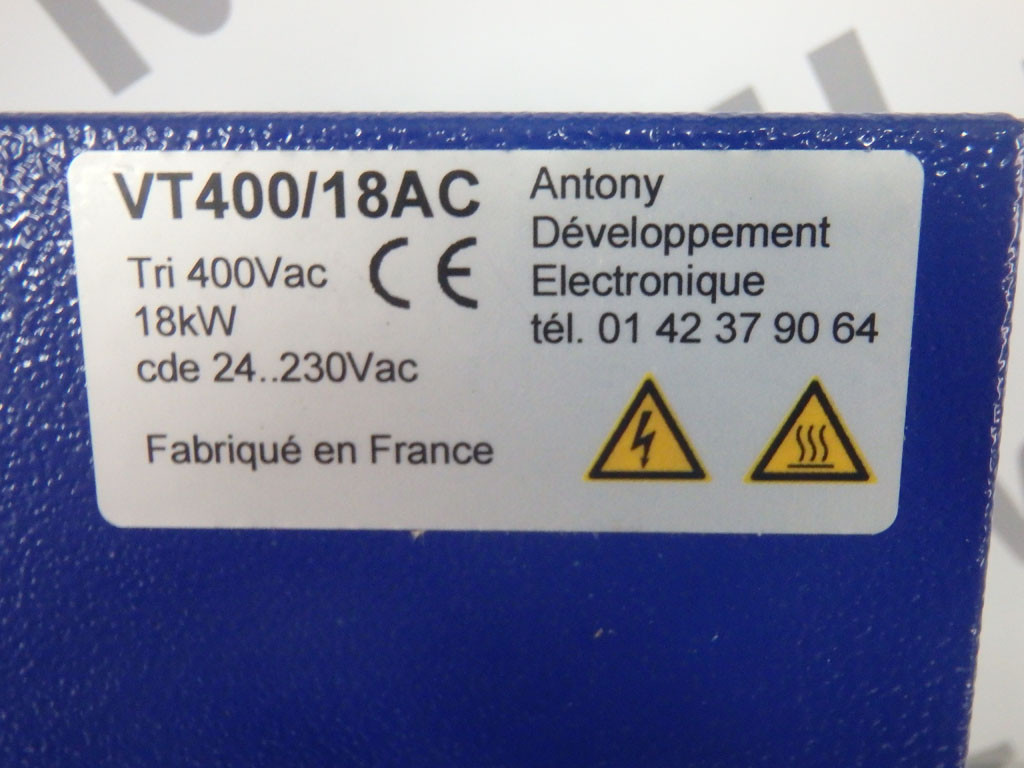 VT400/18AC
Tri 400Vac CE
18kW
cde 24..230Vac
Fabriqué en France
Antony
Développement
Electronique
tél. 01 42 37 90 64